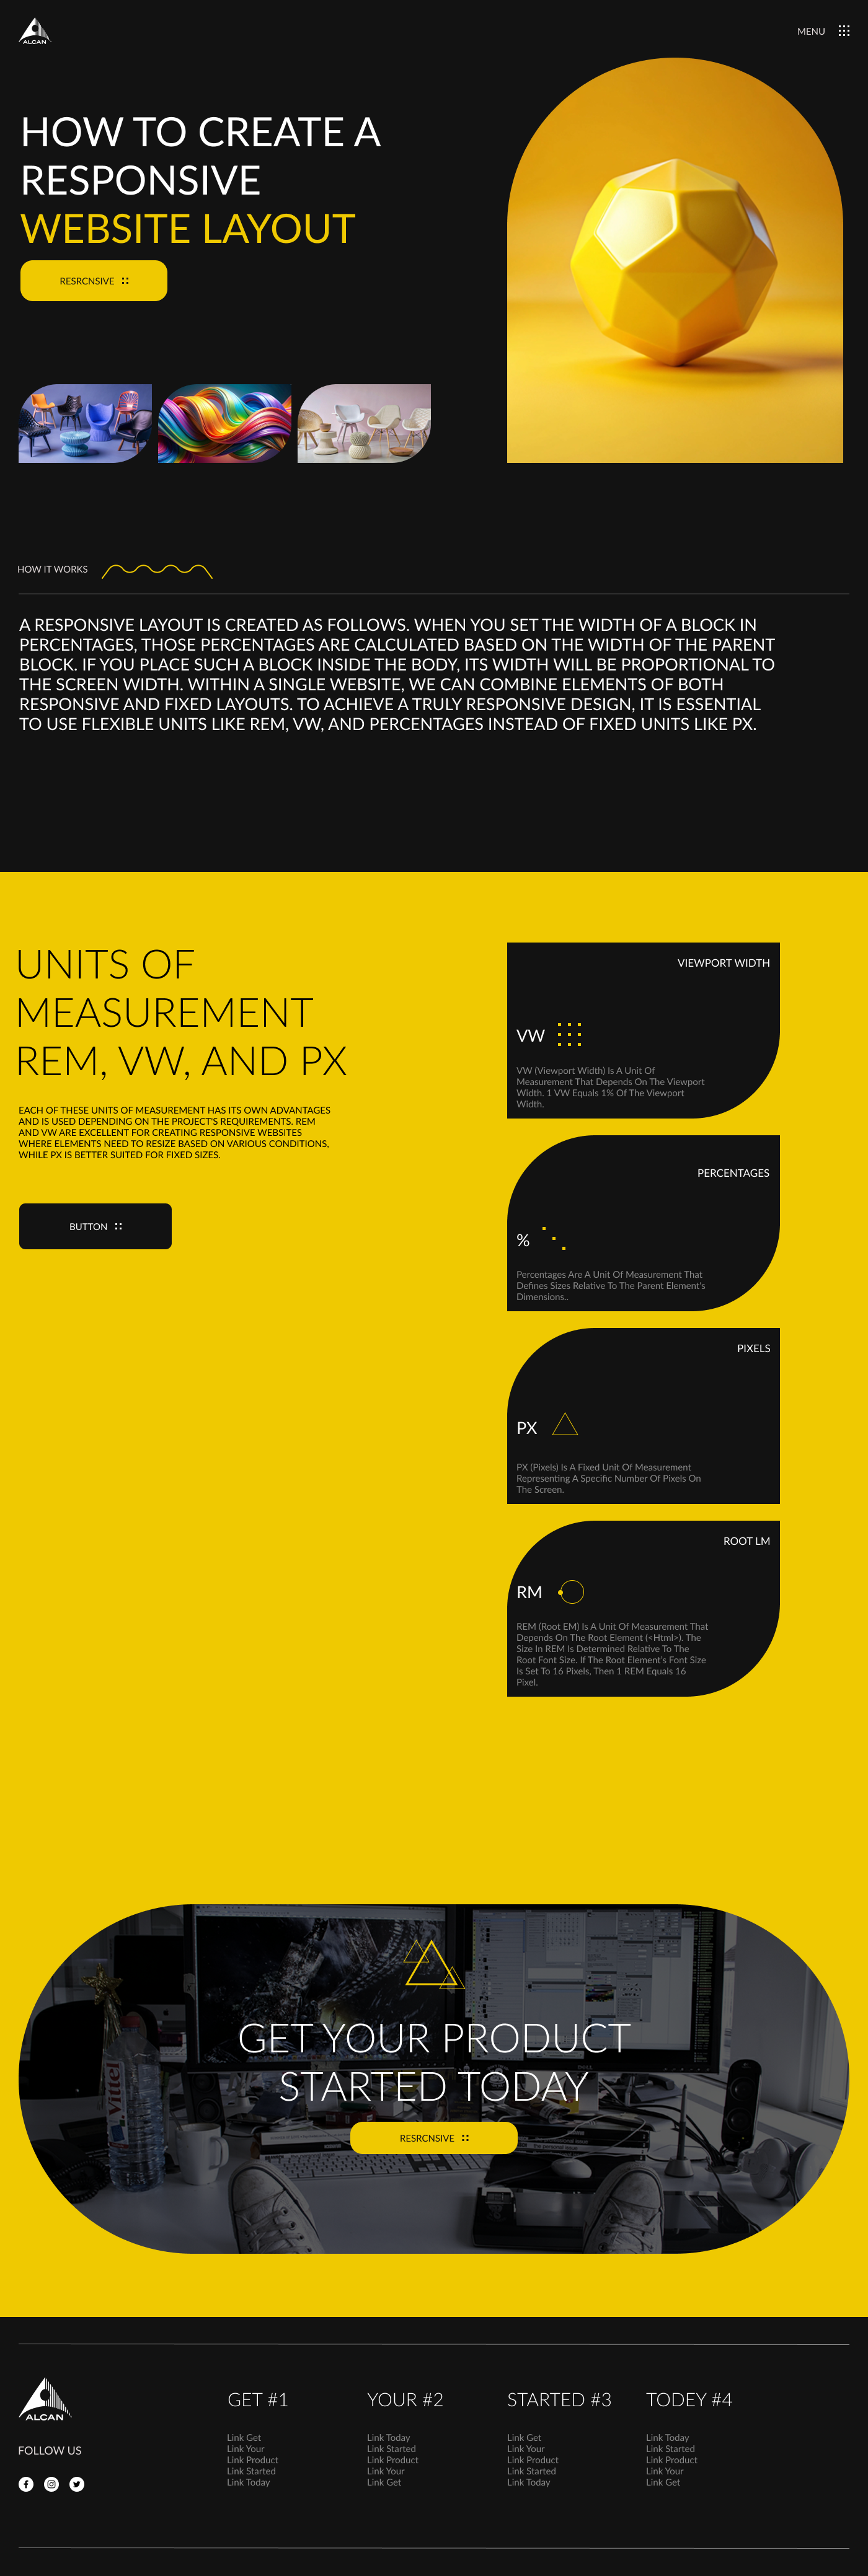 ALCAN
MENU
HOW TO CREATE A
RESPONSIVE
WEBSITE LAYOUT
RESRCNSIVE
HOW IT WORKS
A RESPONSIVE LAYOUT IS CREATED AS FOLLOWS. WHEN YOU SET THE WIDTH OF A BLOCK IN
PERCENTAGES, THOSE PERCENTAGES ARE CALCULATED BASED ON THE WIDTH OF THE PARENT
BLOCK. IF YOU PLACE SUCH A BLOCK INSIDE THE BODY, ITS WIDTH WILL BE PROPORTIONAL TO
THE SCREEN WIDTH. WITHIN A SINGLE WEBSITE, WE CAN COMBINE ELEMENTS OF BOTH
RESPONSIVE AND FIXED LAYOUTS. TO ACHIEVE A TRULY RESPONSIVE DESIGN, IT IS ESSENTIAL
TO USE FLEXIBLE UNITS LIKE REM, VW, AND PERCENTAGES INSTEAD OF FIXED UNITS LIKE PX.
UNITS OF
MEASUREMENT
REM, VW, AND PX
EACH OF THESE UNITS OF MEASUREMENT HAS ITS OWN ADVANTAGES
AND IS USED DEPENDING ON THE PROJECT'S REQUIREMENTS. REM
AND VW ARE EXCELLENT FOR CREATING RESPONSIVE WEBSITES
WHERE ELEMENTS NEED TO RESIZE BASED ON VARIOUS CONDITIONS,
WHILE PX IS BETTER SUITED FOR FIXED SIZES.
BUTTON
VIEWPORT WIDTH
VW
VW (Viewport Width) Is A Unit Of
Measurement That Depends On The Viewport
Width. 1 VW Equals 1% Of The Viewport
Width.
PERCENTAGES
%
Percentages Are A Unit Of Measurement That
Defines Sizes Relative To The Parent Element's
Dimensions..
PIXELS
PX
PX (Pixels) Is A Fixed Unit Of Measurement
Representing A Specific Number Of Pixels On
The Screen.
ROOT LM
RM
REM (Root EM) Is A Unit Of Measurement That
Depends On The Root Element (<Html>). The
Size In REM Is Determined Relative To The
Root Font Size. If The Root Element's Font Size
Is Set To 16 Pixels, Then 1 REM Equals 16
Pixel.
Vittel
GET YOUR PRODUCT
STARTED TODAY
RESRCNSIVE
ALCAN
FOLLOW US
GET #1
Link Get
Link Your
Link Product
Link Started
Link Today
YOUR #2
Link Today
Link Started
Link Product
Link Your
Link Get
STARTED #3
Link Get
Link Your
Link Product
Link Started
Link Today
TODEY #4
Link Today
Link Started
Link Product
Link Your
Link Get